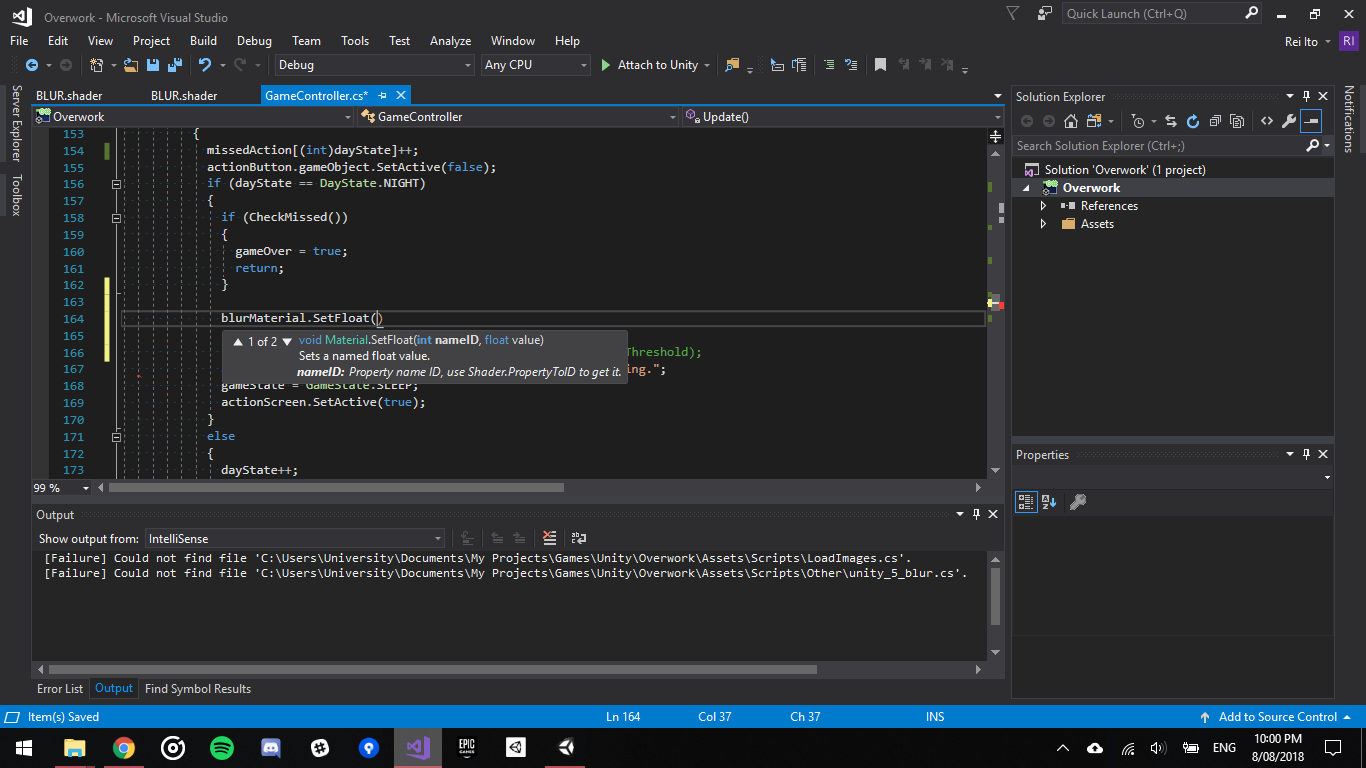 Overwork - Microsoft Visual Studio
Quick Launch (Ctrl+Q)
File Edit View Project Build Debug Team Tools Test Analyze Window Help
Rei Ito RI
Debug Any CPU Attach to Unity
Server Explorer
Toolbox
BLUR.shader BLUR.shader GameController.cs*
Overwork GameController Update()
153 {
154 missedAction[(int)dayState]++;
155 actionButton.gameObject.SetActive(false);
156 if (dayState == DayState.NIGHT)
157 {
158 if (CheckMissed())
159 {
160 gameOver = true;
161 return;
162 }
163
164 blurMaterial.SetFloat()
165 1 of 2 void Material.SetFloat(int nameID, float value)
166 Sets a named float value. Threshold);
167 nameID: Property name ID, use Shader.PropertyToID to get it. ing.";
168 gameState = GameState.SLEEP;
169 actionScreen.SetActive(true);
170 }
171 else
172 {
173 dayState++;
99 %
Output
Show output from: IntelliSense
[Failure] Could not find file 'C:\Users\University\Documents\My Projects\Games\Unity\Overwork\Assets\Scripts\LoadImages.cs'.
[Failure] Could not find file 'C:\Users\University\Documents\My Projects\Games\Unity\Overwork\Assets\Scripts\Other\unity_5_blur.cs'.
Error List Output Find Symbol Results
Solution Explorer
Search Solution Explorer (Ctrl+;)
Solution 'Overwork' (1 project)
Overwork
References
Assets
Properties
Notifications
Item(s) Saved Ln 164 Col 37 Ch 37 INS Add to Source Control
EPIC
GAMES
ENG
10:00 PM
8/08/2018